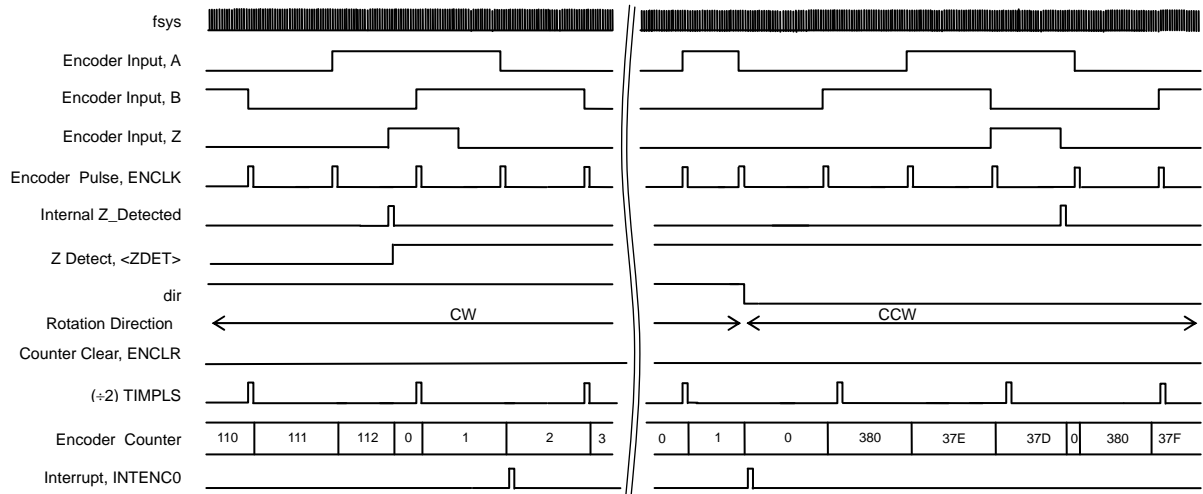 fsys
Encoder Input, A
Encoder Input, B
Encoder Input, Z
Encoder Pulse, ENCLK
Internal Z_Detected
Z Detect, <ZDET>
dir
Rotation Direction CW CCW
Counter Clear, ENCLR
(÷2) TIMPLS
Encoder Counter 110 111 112 0 1 2 3 0 1 0 380 37E 37D 0 380 37F
Interrupt, INTENC0